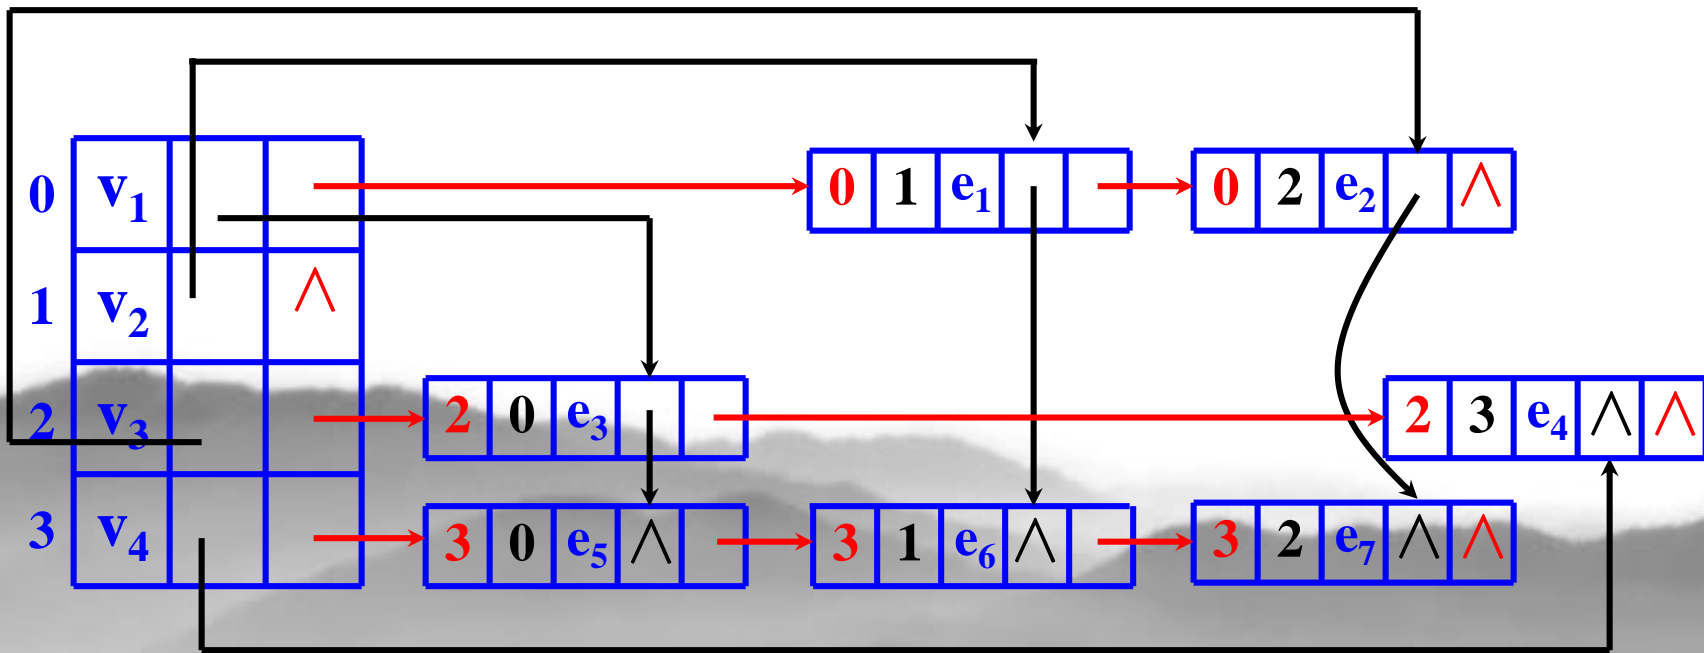 0 v1 0 1 e1 0 2 e2 ∧
1 v2 ∧
2 v3 2 0 e3 2 3 e4 ∧ ∧
3 v4 3 0 e5 ∧ 3 1 e6 ∧ 3 2 e7 ∧ ∧